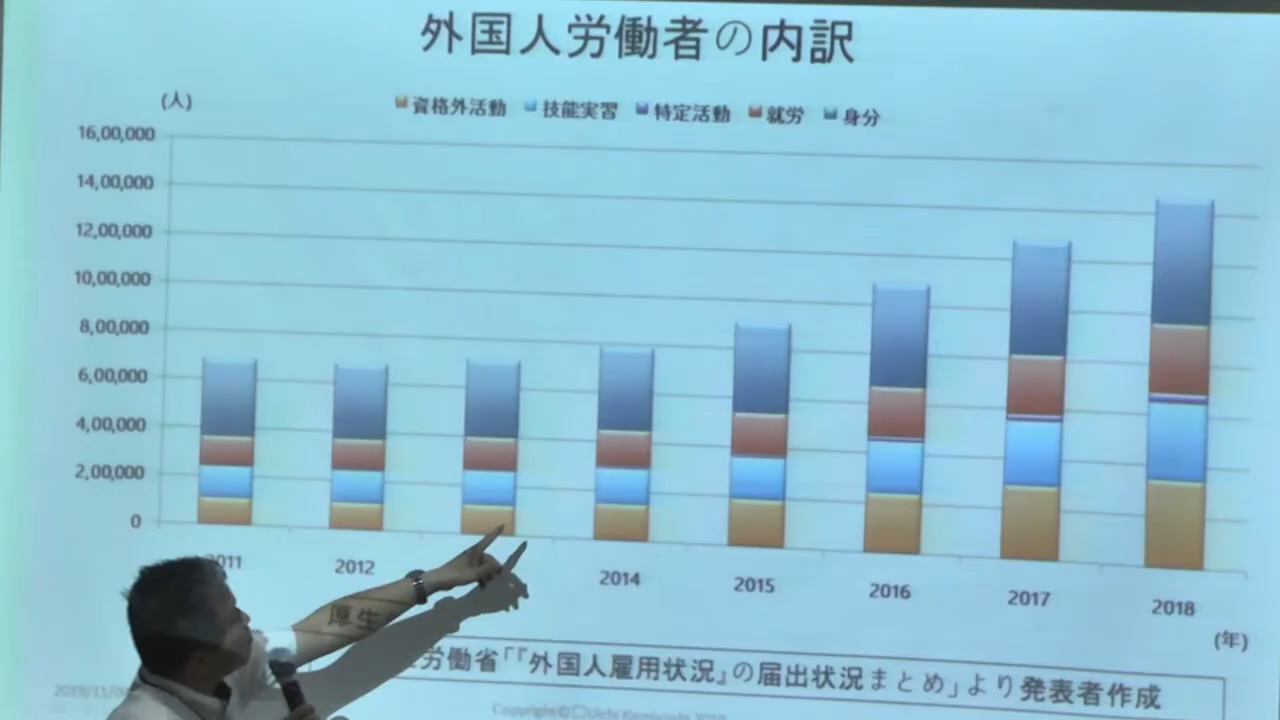 外国人労働者の内訳
(人)
資格外活動 技能実習 特定活動 就労 身分
16,00,000
14,00,000
12,00,000
10,00,000
8,00,000
6,00,000
4,00,000
2,00,000
0
2012 2014 2015 2016 2017 2018
(年)
厚生 労働省「『外国人雇用状況』の届出状況まとめ」より発表者作成
Copyright©